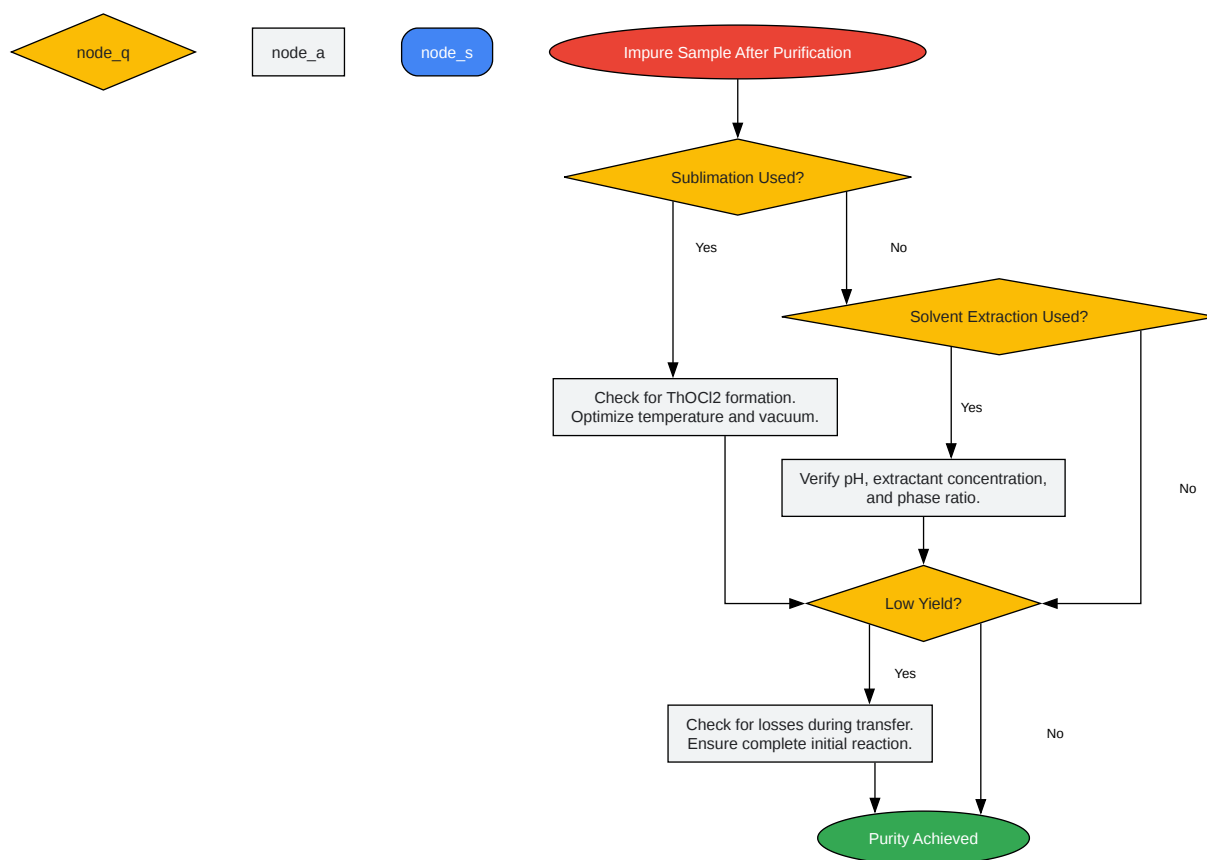 node_q
node_a
node_s
Impure Sample After Purification
Sublimation Used?
Yes
No
Solvent Extraction Used?
Check for ThOCl2 formation.
Optimize temperature and vacuum.
Yes
Verify pH, extractant concentration,
and phase ratio.
No
Low Yield?
Yes
Check for losses during transfer.
Ensure complete initial reaction.
No
Purity Achieved